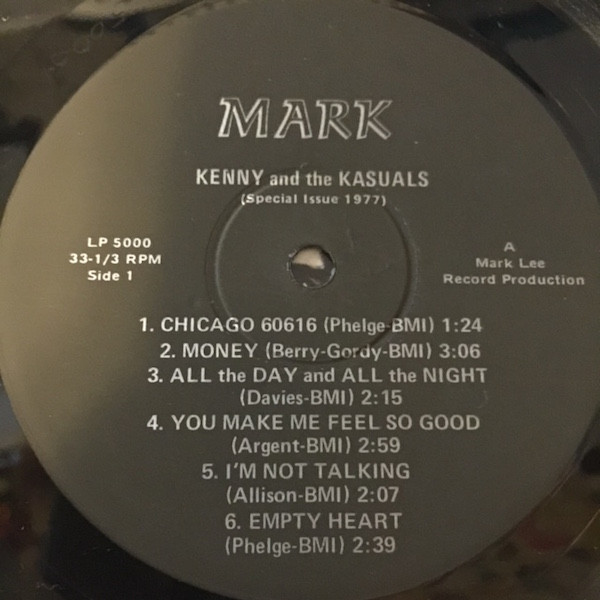 MARK
KENNY and the KASUALS
(Special Issue 1977)
LP 5000
33-1/3 RPM
Side 1
A
Mark Lee
Record Production
1. CHICAGO 60616 (Phelge-BMI) 1:24
2. MONEY (Berry-Gordy-BMI) 3:06
3. ALL the DAY and ALL the NIGHT
(Davies-BMI) 2:15
4. YOU MAKE ME FEEL SO GOOD
(Argent-BMI) 2:59
5. I'M NOT TALKING
(Allison-BMI) 2:07
6. EMPTY HEART
(Phelge-BMI) 2:39